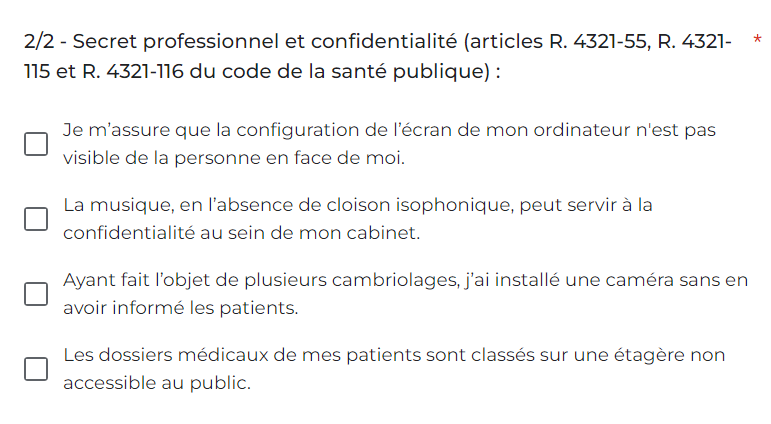 2/2 - Secret professionnel et confidentialité (articles R. 4321-55, R. 4321- *
115 et R. 4321-116 du code de la santé publique) :
Je m’assure que la configuration de l’écran de mon ordinateur n'est pas
visible de la personne en face de moi.
La musique, en l’absence de cloison isophonique, peut servir à la
confidentialité au sein de mon cabinet.
Ayant fait l’objet de plusieurs cambriolages, j’ai installé une caméra sans en
avoir informé les patients.
Les dossiers médicaux de mes patients sont classés sur une étagère non
accessible au public.